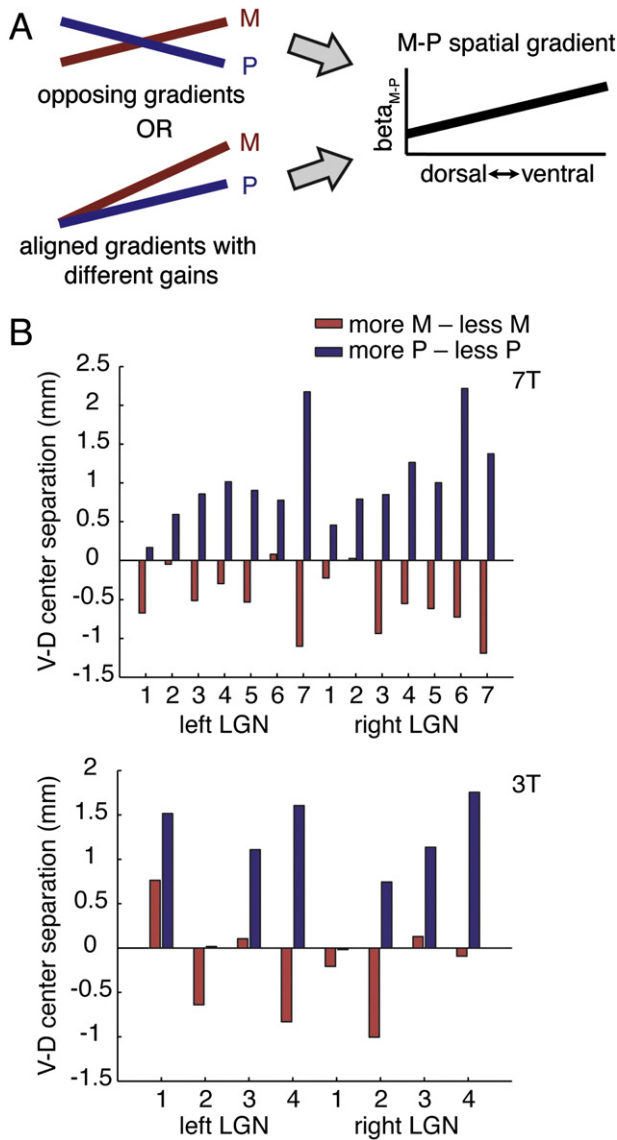 A
M
P
opposing gradients
OR
M
P
aligned gradients with
different gains
M-P spatial gradient
beta M-P
dorsal↔ventral
B
more M – less M
more P – less P
7T
V-D center separation (mm)
2.5
2
1.5
1
0.5
0
-0.5
-1
-1.5
1 2 3 4 5 6 7 1 2 3 4 5 6 7
left LGN right LGN
3T
V-D center separation (mm)
2
1.5
1
0.5
0
-0.5
-1
-1.5
1 2 3 4 1 2 3 4
left LGN right LGN